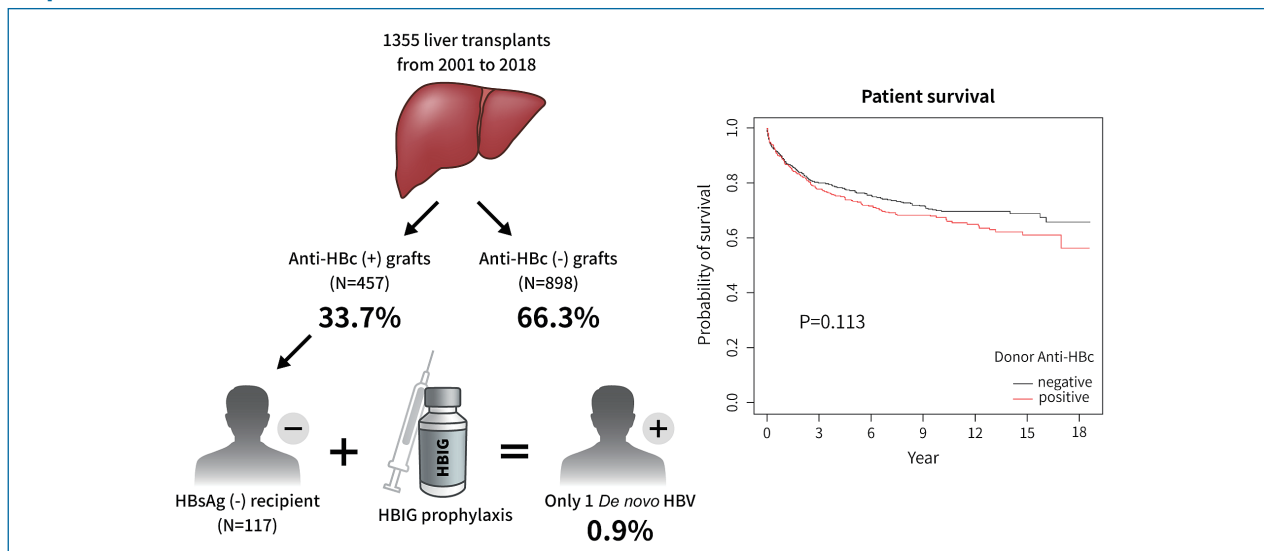 1355 liver transplants
from 2001 to 2018
Anti-HBc (+) grafts
(N=457)
33.7%
Anti-HBc (-) grafts
(N=898)
66.3%
−
+
HBIG
=
+
HBsAg (-) recipient
(N=117)
HBIG prophylaxis
Only 1 De novo HBV
0.9%
Patient survival
Probability of survival
1.0
0.8
0.6
0.4
0.2
0.0
P=0.113
Donor Anti-HBc
negative
positive
0 3 6 9 12 15 18
Year